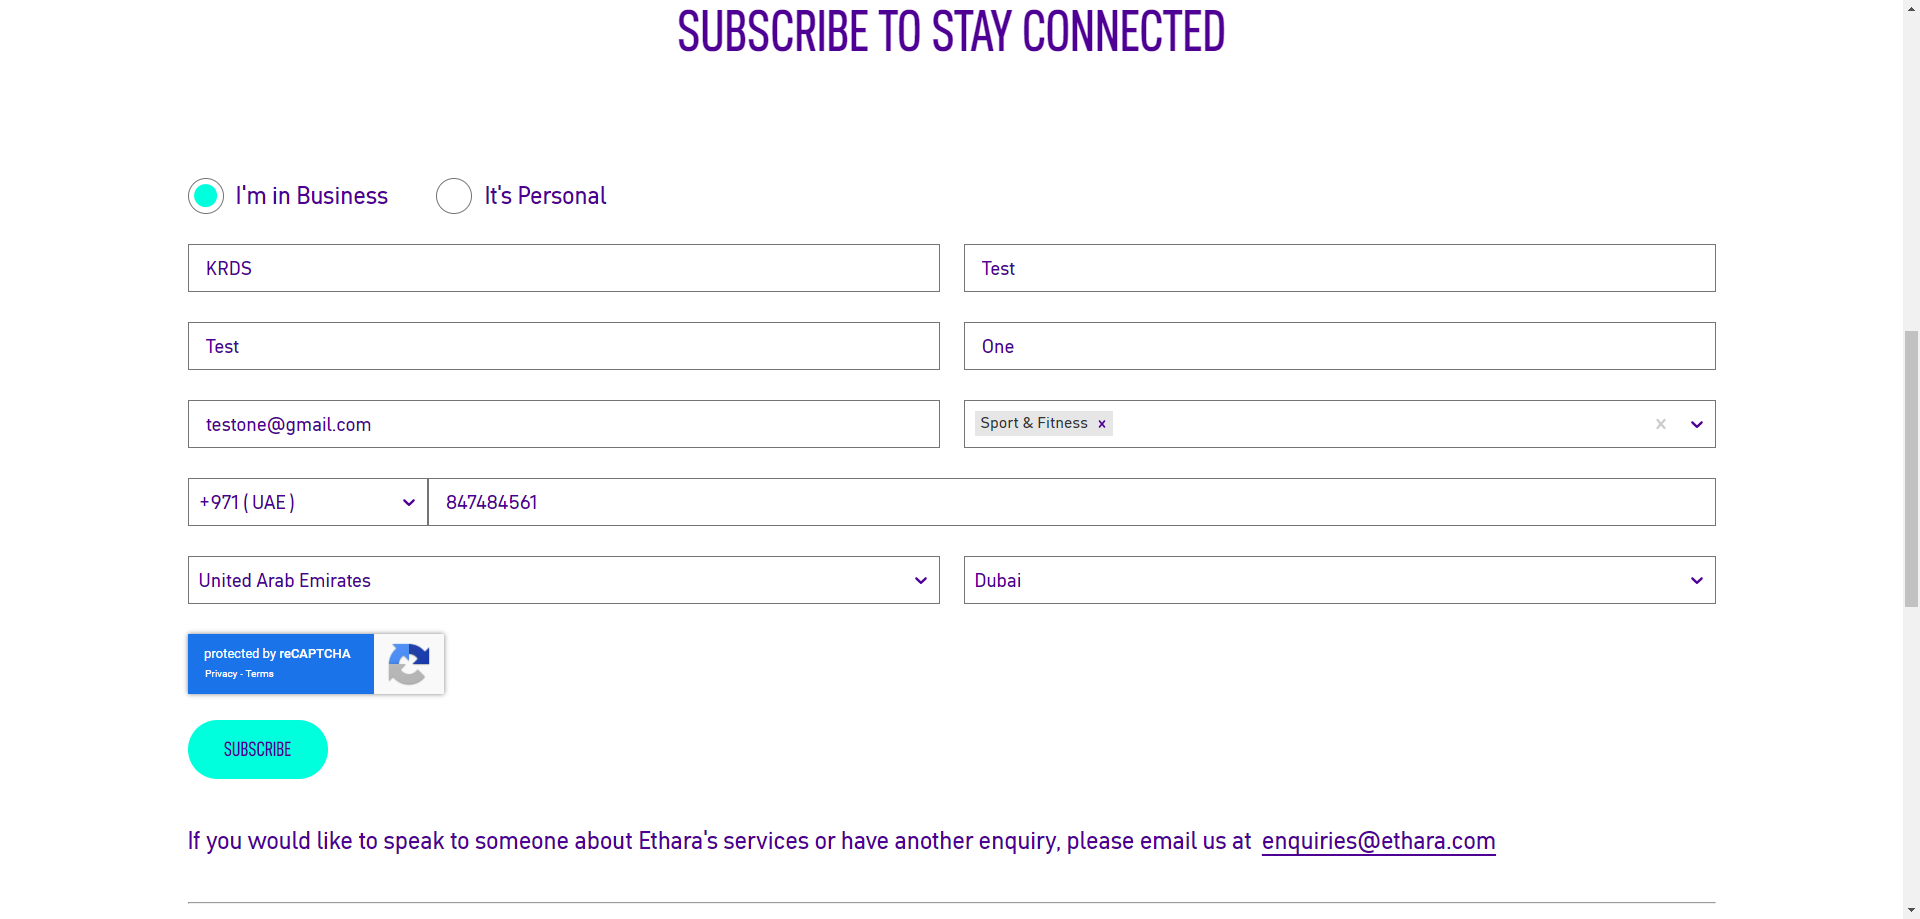 SUBSCRIBE TO STAY CONNECTED
I'm in Business It's Personal
KRDS Test
Test One
testone@gmail.com Sport & Fitness x
+971 ( UAE ) 847484561
United Arab Emirates Dubai
protected by reCAPTCHA
Privacy - Terms
SUBSCRIBE
If you would like to speak to someone about Ethara's services or have another enquiry, please email us at enquiries@ethara.com